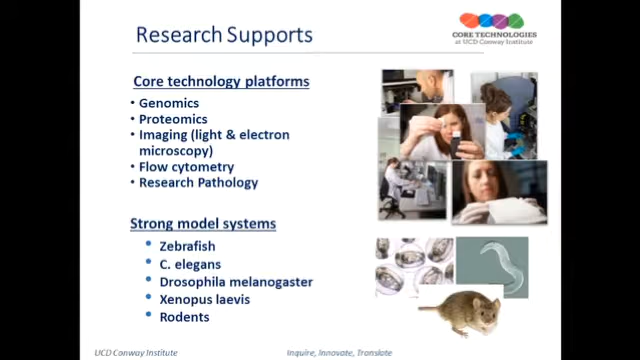 Research Supports
CORE TECHNOLOGIES
at UCD Conway Institute
Core technology platforms
• Genomics
• Proteomics
• Imaging (light & electron
microscopy)
• Flow cytometry
• Research Pathology
Strong model systems
• Zebrafish
• C. elegans
• Drosophila melanogaster
• Xenopus laevis
• Rodents
UCD Conway Institute
Inquire, Innovate, Translate